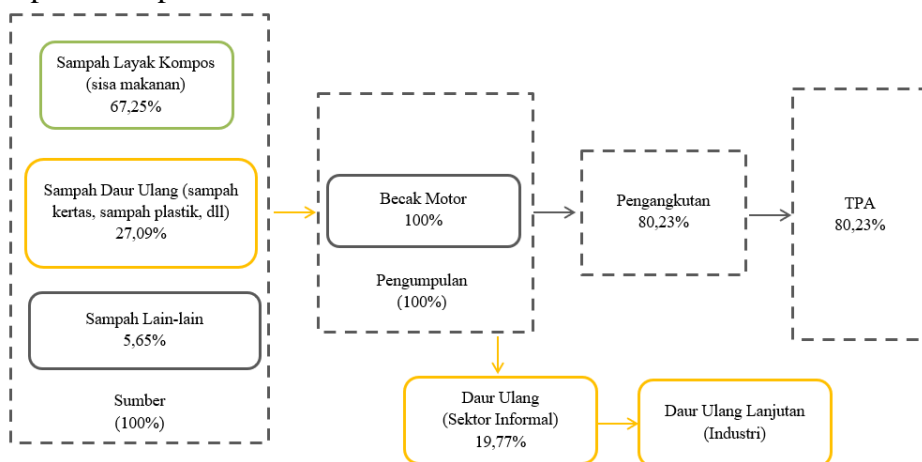 Sampah Layak Kompos
(sisa makanan)
67,25%
Sampah Daur Ulang (sampah
kertas, sampah plastik, dll)
27,09%
Sampah Lain-lain
5,65%
Sumber
(100%)
Becak Motor
100%
Pengumpulan
(100%)
Pengangkutan
80,23%
TPA
80,23%
Daur Ulang
(Sektor Informal)
19,77%
Daur Ulang Lanjutan
(Industri)